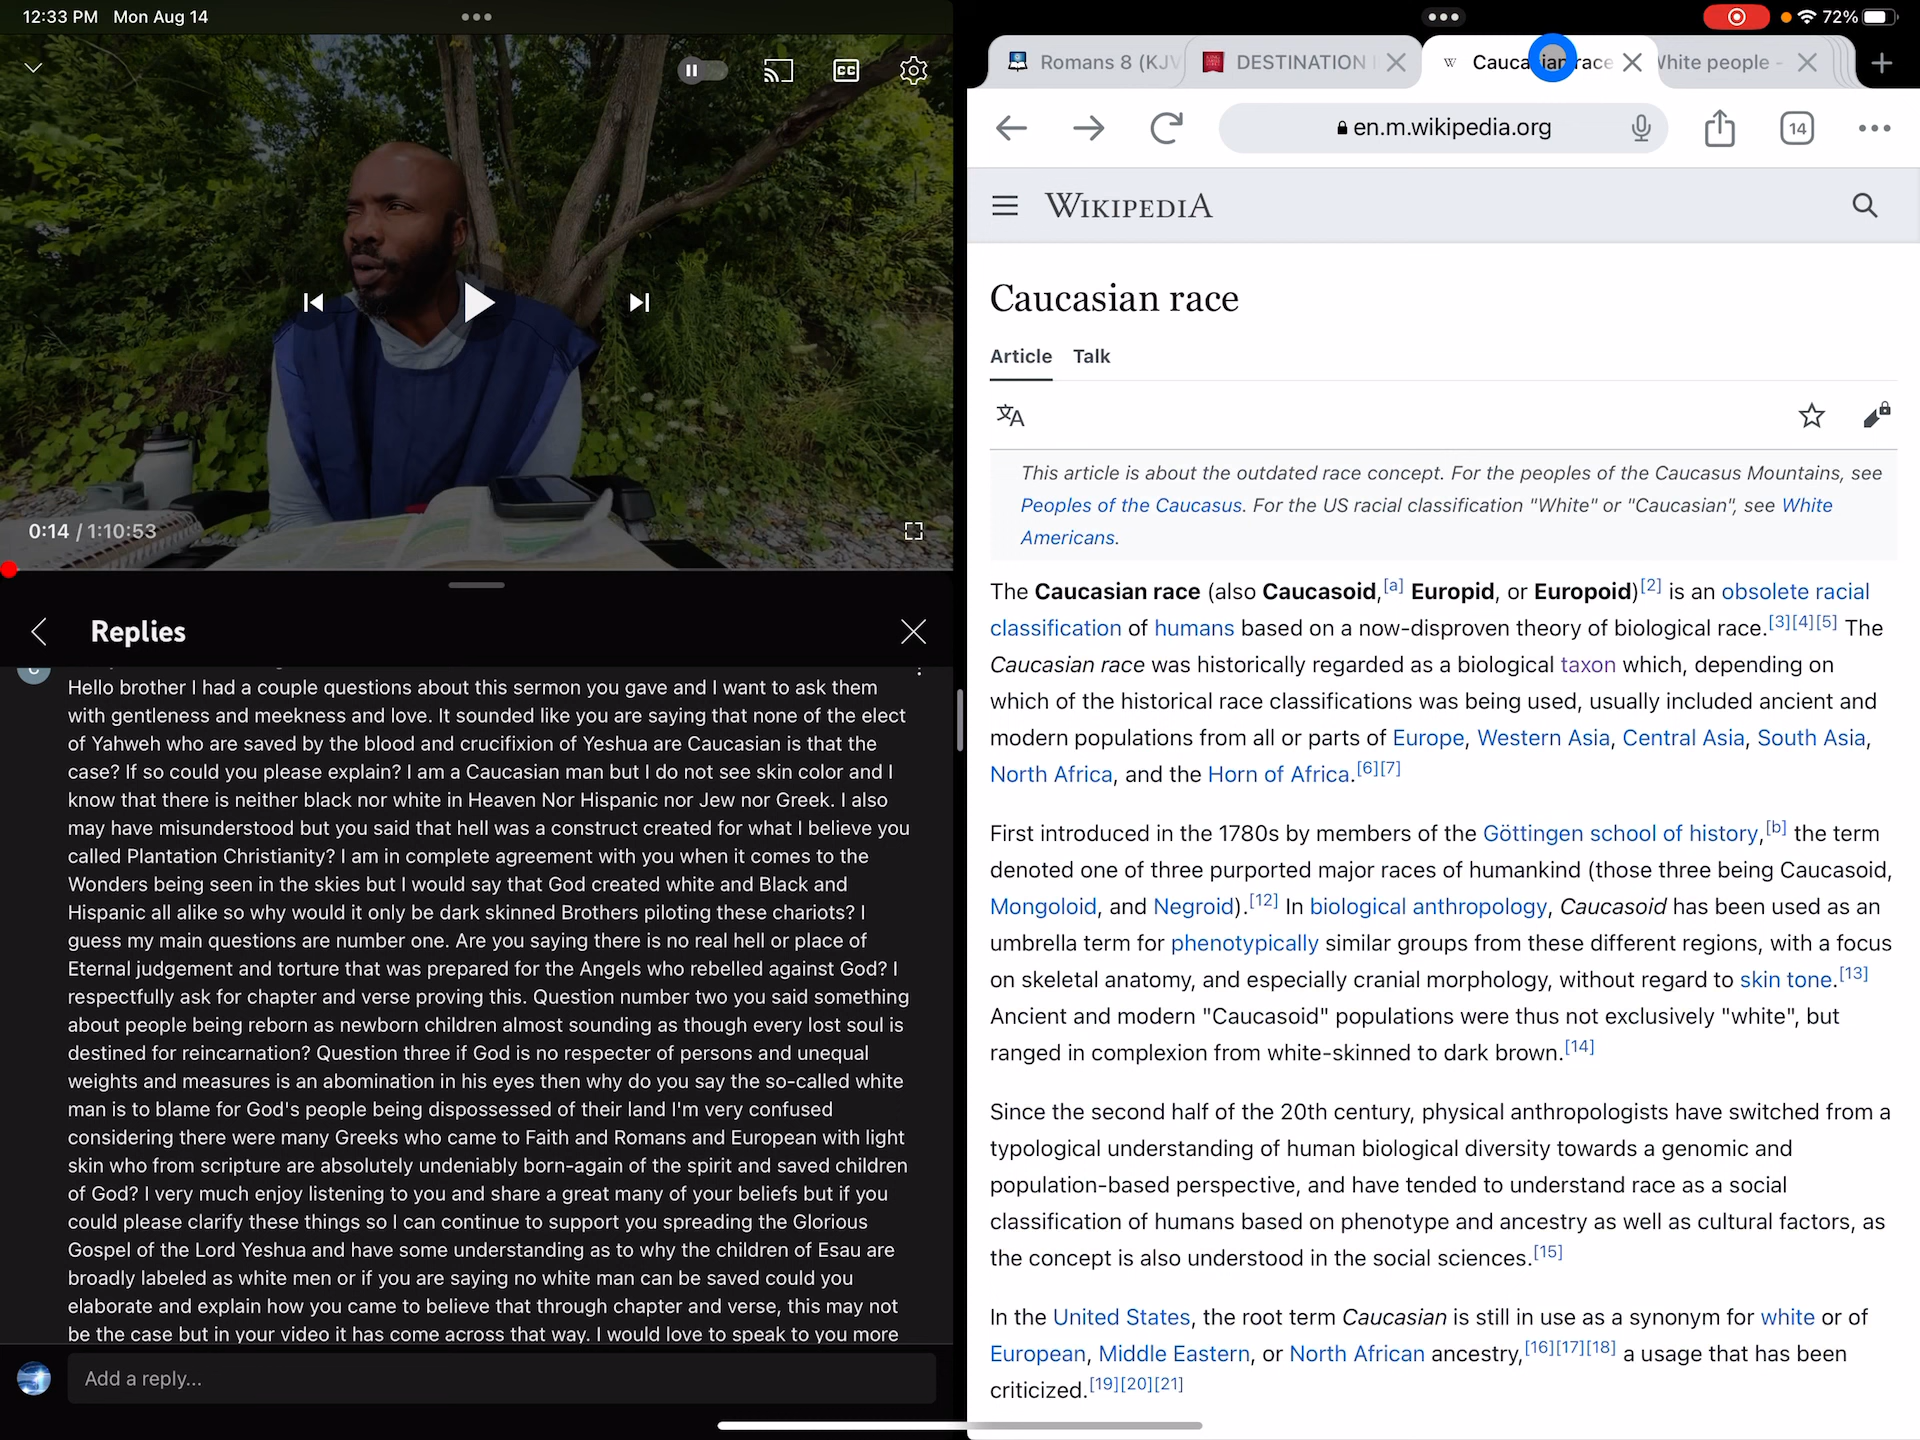 12:33 PM Mon Aug 14
72%
CC
0:14 / 1:10:53
Replies
Hello brother I had a couple questions about this sermon you gave and I want to ask them
with gentleness and meekness and love. It sounded like you are saying that none of the elect
of Yahweh who are saved by the blood and crucifixion of Yeshua are Caucasian is that the
case? If so could you please explain? I am a Caucasian man but I do not see skin color and I
know that there is neither black nor white in Heaven Nor Hispanic nor Jew nor Greek. I also
may have misunderstood but you said that hell was a construct created for what I believe you
called Plantation Christianity? I am in complete agreement with you when it comes to the
Wonders being seen in the skies but I would say that God created white and Black and
Hispanic all alike so why would it only be dark skinned Brothers piloting these chariots? I
guess my main questions are number one. Are you saying there is no real hell or place of
Eternal judgement and torture that was prepared for the Angels who rebelled against God? I
respectfully ask for chapter and verse proving this. Question number two you said something
about people being reborn as newborn children almost sounding as though every lost soul is
destined for reincarnation? Question three if God is no respecter of persons and unequal
weights and measures is an abomination in his eyes then why do you say the so-called white
man is to blame for God's people being dispossessed of their land I'm very confused
considering there were many Greeks who came to Faith and Romans and European with light
skin who from scripture are absolutely undeniably born-again of the spirit and saved children
of God? I very much enjoy listening to you and share a great many of your beliefs but if you
could please clarify these things so I can continue to support you spreading the Glorious
Gospel of the Lord Yeshua and have some understanding as to why the children of Esau are
broadly labeled as white men or if you are saying no white man can be saved could you
elaborate and explain how you came to believe that through chapter and verse, this may not
be the case but in your video it has come across that way. I would love to speak to you more
Add a reply...
Romans 8 (KJV DESTINATION W Caucasian race White people -
en.m.wikipedia.org 14
WIKIPEDIA
Caucasian race
Article Talk
文A
This article is about the outdated race concept. For the peoples of the Caucasus Mountains, see
Peoples of the Caucasus. For the US racial classification "White" or "Caucasian", see White
Americans.
The Caucasian race (also Caucasoid,[a] Europid, or Europoid)[2] is an obsolete racial
classification of humans based on a now-disproven theory of biological race.[3][4][5] The
Caucasian race was historically regarded as a biological taxon which, depending on
which of the historical race classifications was being used, usually included ancient and
modern populations from all or parts of Europe, Western Asia, Central Asia, South Asia,
North Africa, and the Horn of Africa.[6][7]
First introduced in the 1780s by members of the Göttingen school of history,[b] the term
denoted one of three purported major races of humankind (those three being Caucasoid,
Mongoloid, and Negroid).[12] In biological anthropology, Caucasoid has been used as an
umbrella term for phenotypically similar groups from these different regions, with a focus
on skeletal anatomy, and especially cranial morphology, without regard to skin tone.[13]
Ancient and modern "Caucasoid" populations were thus not exclusively "white", but
ranged in complexion from white-skinned to dark brown.[14]
Since the second half of the 20th century, physical anthropologists have switched from a
typological understanding of human biological diversity towards a genomic and
population-based perspective, and have tended to understand race as a social
classification of humans based on phenotype and ancestry as well as cultural factors, as
the concept is also understood in the social sciences.[15]
In the United States, the root term Caucasian is still in use as a synonym for white or of
European, Middle Eastern, or North African ancestry,[16][17][18] a usage that has been
criticized.[19][20][21]